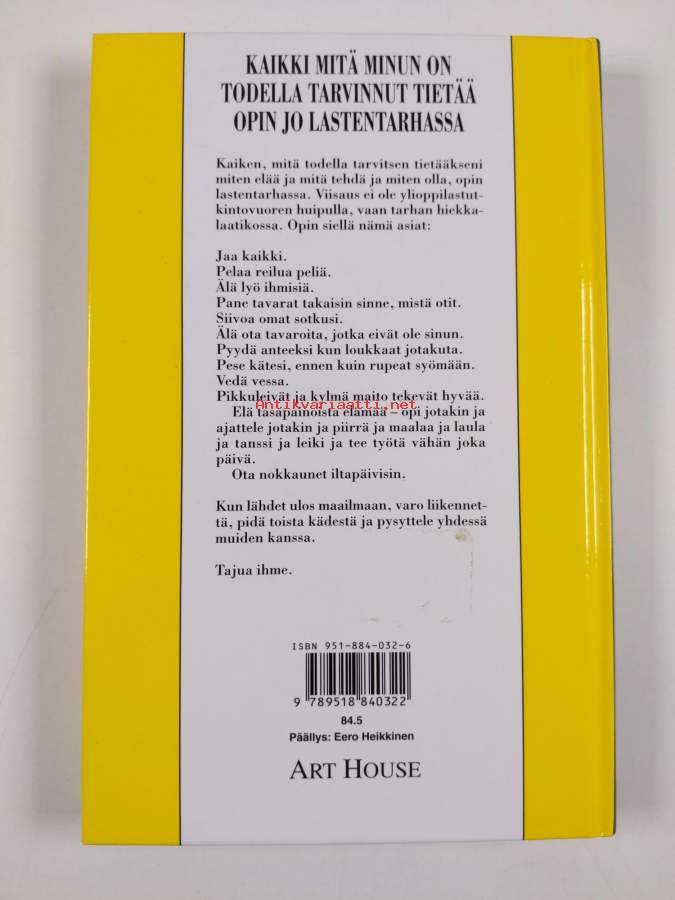 KAIKKI MITÄ MINUN ON
TODELLA TARVINNUT TIETÄÄ
OPIN JO LASTENTARHASSA
Kaiken, mitä todella tarvitsen tietääkseni
miten elää ja mitä tehdä ja miten olla, opin
lastentarhassa. Viisaus ei ole ylioppilastut-
kintovuoren huipulla, vaan tarhan hiekka-
laatikossa. Opin siellä nämä asiat:
Jaa kaikki.
Pelaa reilua peliä.
Älä lyö ihmisiä.
Pane tavarat takaisin sinne, mistä otit.
Siivoa omat sotkusi.
Älä ota tavaroita, jotka eivät ole sinun.
Pyydä anteeksi kun loukkaat jotakuta.
Pese kätesi, ennen kuin rupeat syömään.
Vedä vessa.
Pikkuleivät ja kylmä maito tekevät hyvää.
Antikvariaatti.net
Elä tasapainoista elämää – opi jotakin ja
ajattele jotakin ja piirrä ja maalaa ja laula
ja tanssi ja leiki ja tee työtä vähän joka
päivä.
Ota nokkaunet iltapäivisin.
Kun lähdet ulos maailmaan, varo liikennet-
tä, pidä toista kädestä ja pysyttele yhdessä
muiden kanssa.
Tajua ihme.
ISBN 951-884-032-6
9 789518 840322
84.5
Päällys: Eero Heikkinen
ART HOUSE